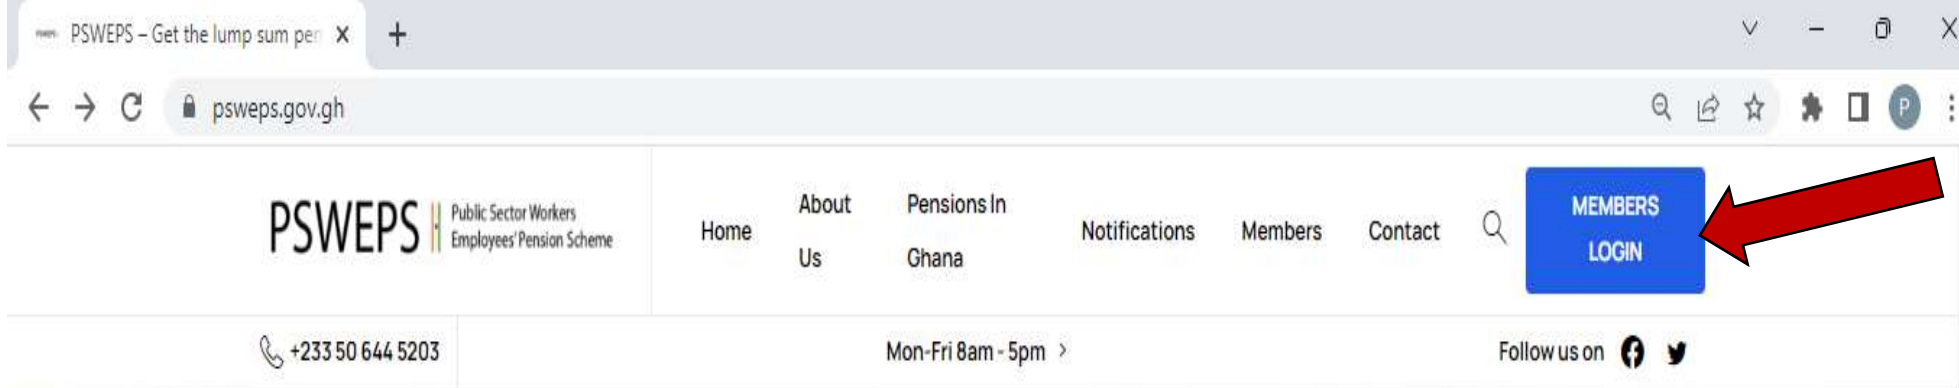 PSWEPS – Get the lump sum pen
psweps.gov.gh
P
PSWEPS
Public Sector Workers
Employees' Pension Scheme
Home
About
Us
Pensions In
Ghana
Notifications
Members
Contact
MEMBERS
LOGIN
+233 50 644 5203
Mon-Fri 8am - 5pm >
Follow us on